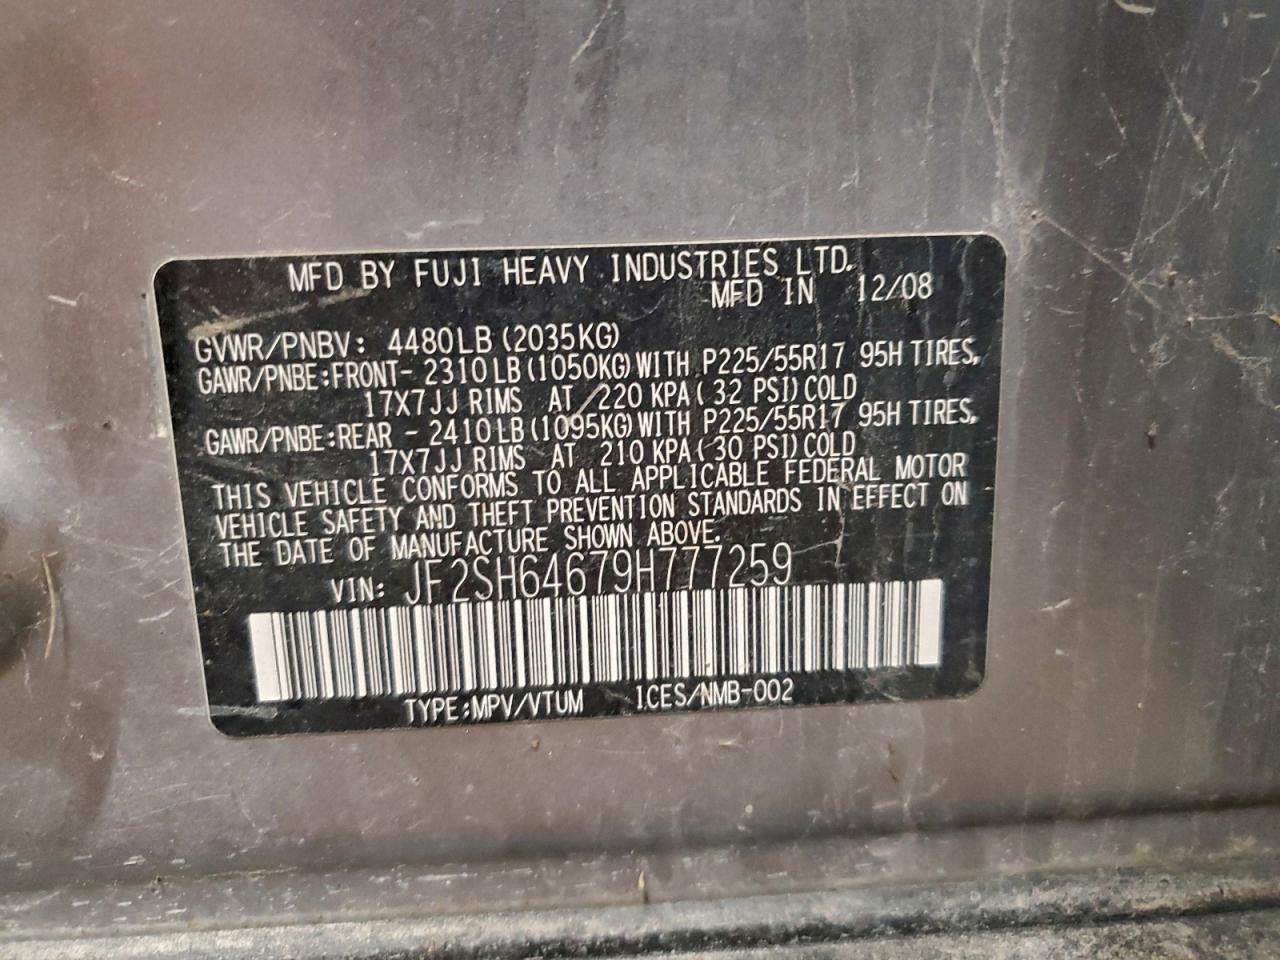 MFD BY FUJI HEAVY INDUSTRIES LTD.
MFD IN 12/08
GVWR/PNBV: 4480LB (2035KG)
GAWR/PNBE:FRONT- 2310LB (1050KG) WITH P225/55R17 95H TIRES,
17X7JJ RIMS AT 220 KPA ( 32 PSI) COLD
GAWR/PNBE:REAR - 2410LB (1095KG) WITH P225/55R17 95H TIRES,
17X7JJ RIMS AT 210 KPA ( 30 PSI) COLD
THIS VEHICLE CONFORMS TO ALL APPLICABLE FEDERAL MOTOR
VEHICLE SAFETY AND THEFT PREVENTION STANDARDS IN EFFECT ON
THE DATE OF MANUFACTURE SHOWN ABOVE.
VIN: JF2SH64679H777259
TYPE:MPV/VTUM ICES/NMB-002